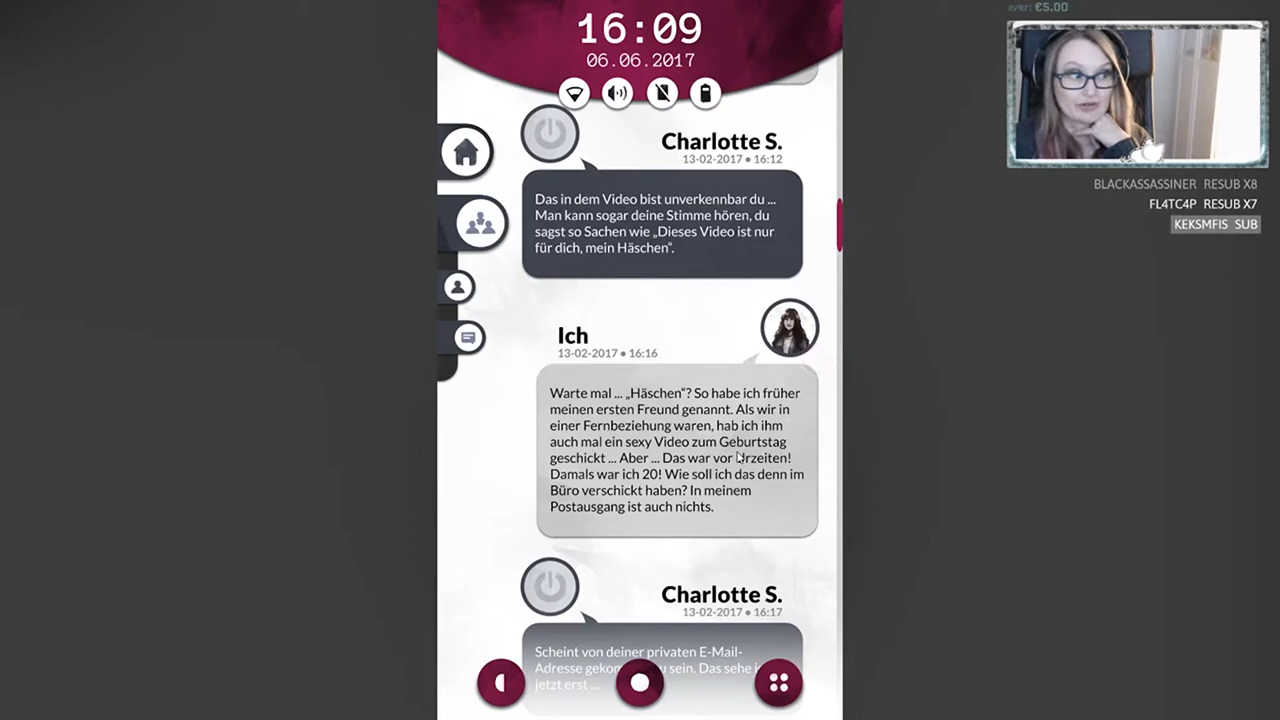 16:09
06.06.2017
Charlotte S.
13-02-2017 • 16:12
Das in dem Video bist unverkennbar du ...
Man kann sogar deine Stimme hören, du
sagst so Sachen wie „Dieses Video ist nur
für dich, mein Häschen“.
Ich
13-02-2017 • 16:16
Warte mal ... „Häschen“? So habe ich früher
meinen ersten Freund genannt. Als wir in
einer Fernbeziehung waren, hab ich ihm
auch mal ein sexy Video zum Geburtstag
geschickt ... Aber ... Das war vor Urzeiten!
Damals war ich 20! Wie soll ich das denn im
Büro verschickt haben? In meinem
Postausgang ist auch nichts.
Charlotte S.
13-02-2017 • 16:17
Scheint von deiner privaten E-Mail-
Adresse sein. Das sehe
jetzt erst ...
€5.00
BLACKASSASSINER RESUB X8
FL4TC4P RESUB X7
KEKSMFIS SUB